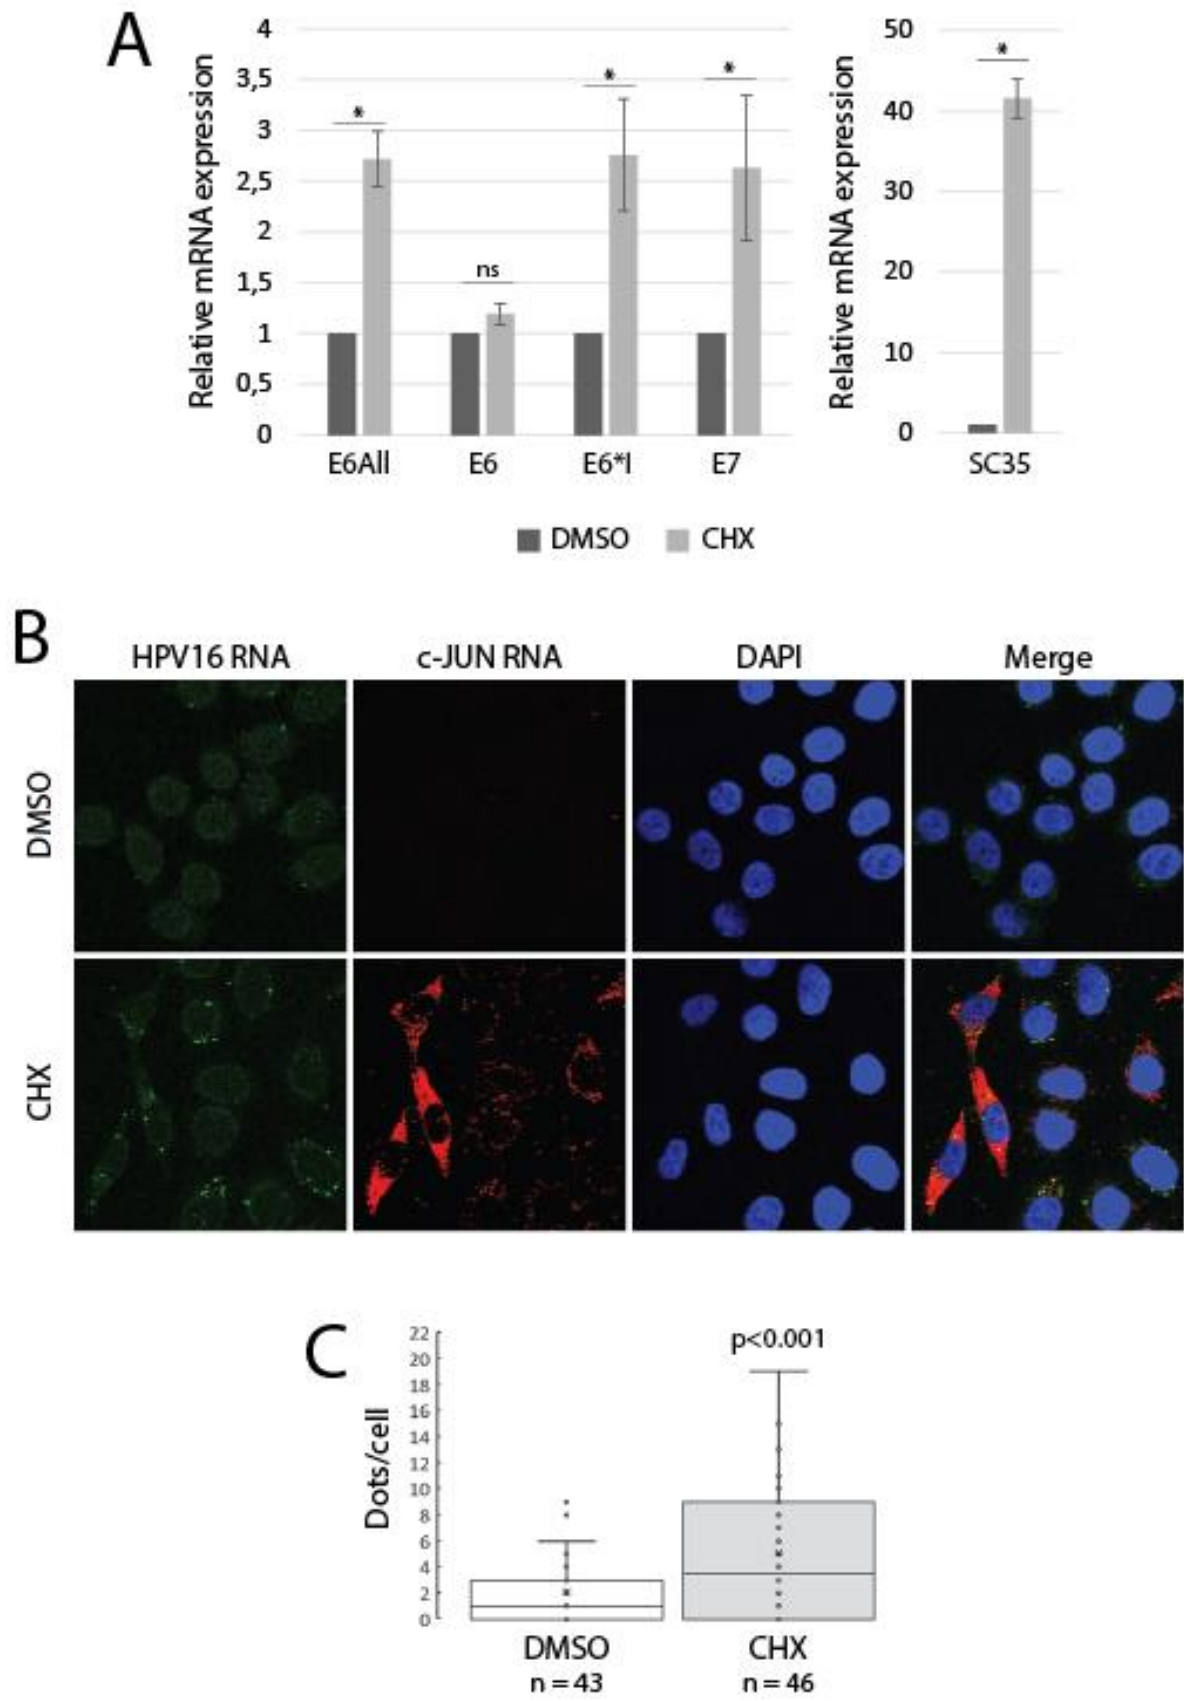 A
Relative mRNA expression
4
3,5
3
2,5
2
1,5
1
0,5
0
*
ns
*
*
E6All
E6
E6*I
E7
Relative mRNA expression
50
40
30
20
10
0
*
SC35
DMSO
CHX
B
HPV16 RNA
c-JUN RNA
DAPI
Merge
DMSO
CHX
C
Dots/cell
22
20
18
16
14
12
10
8
6
4
2
0
p<0.001
DMSO
n = 43
CHX
n = 46